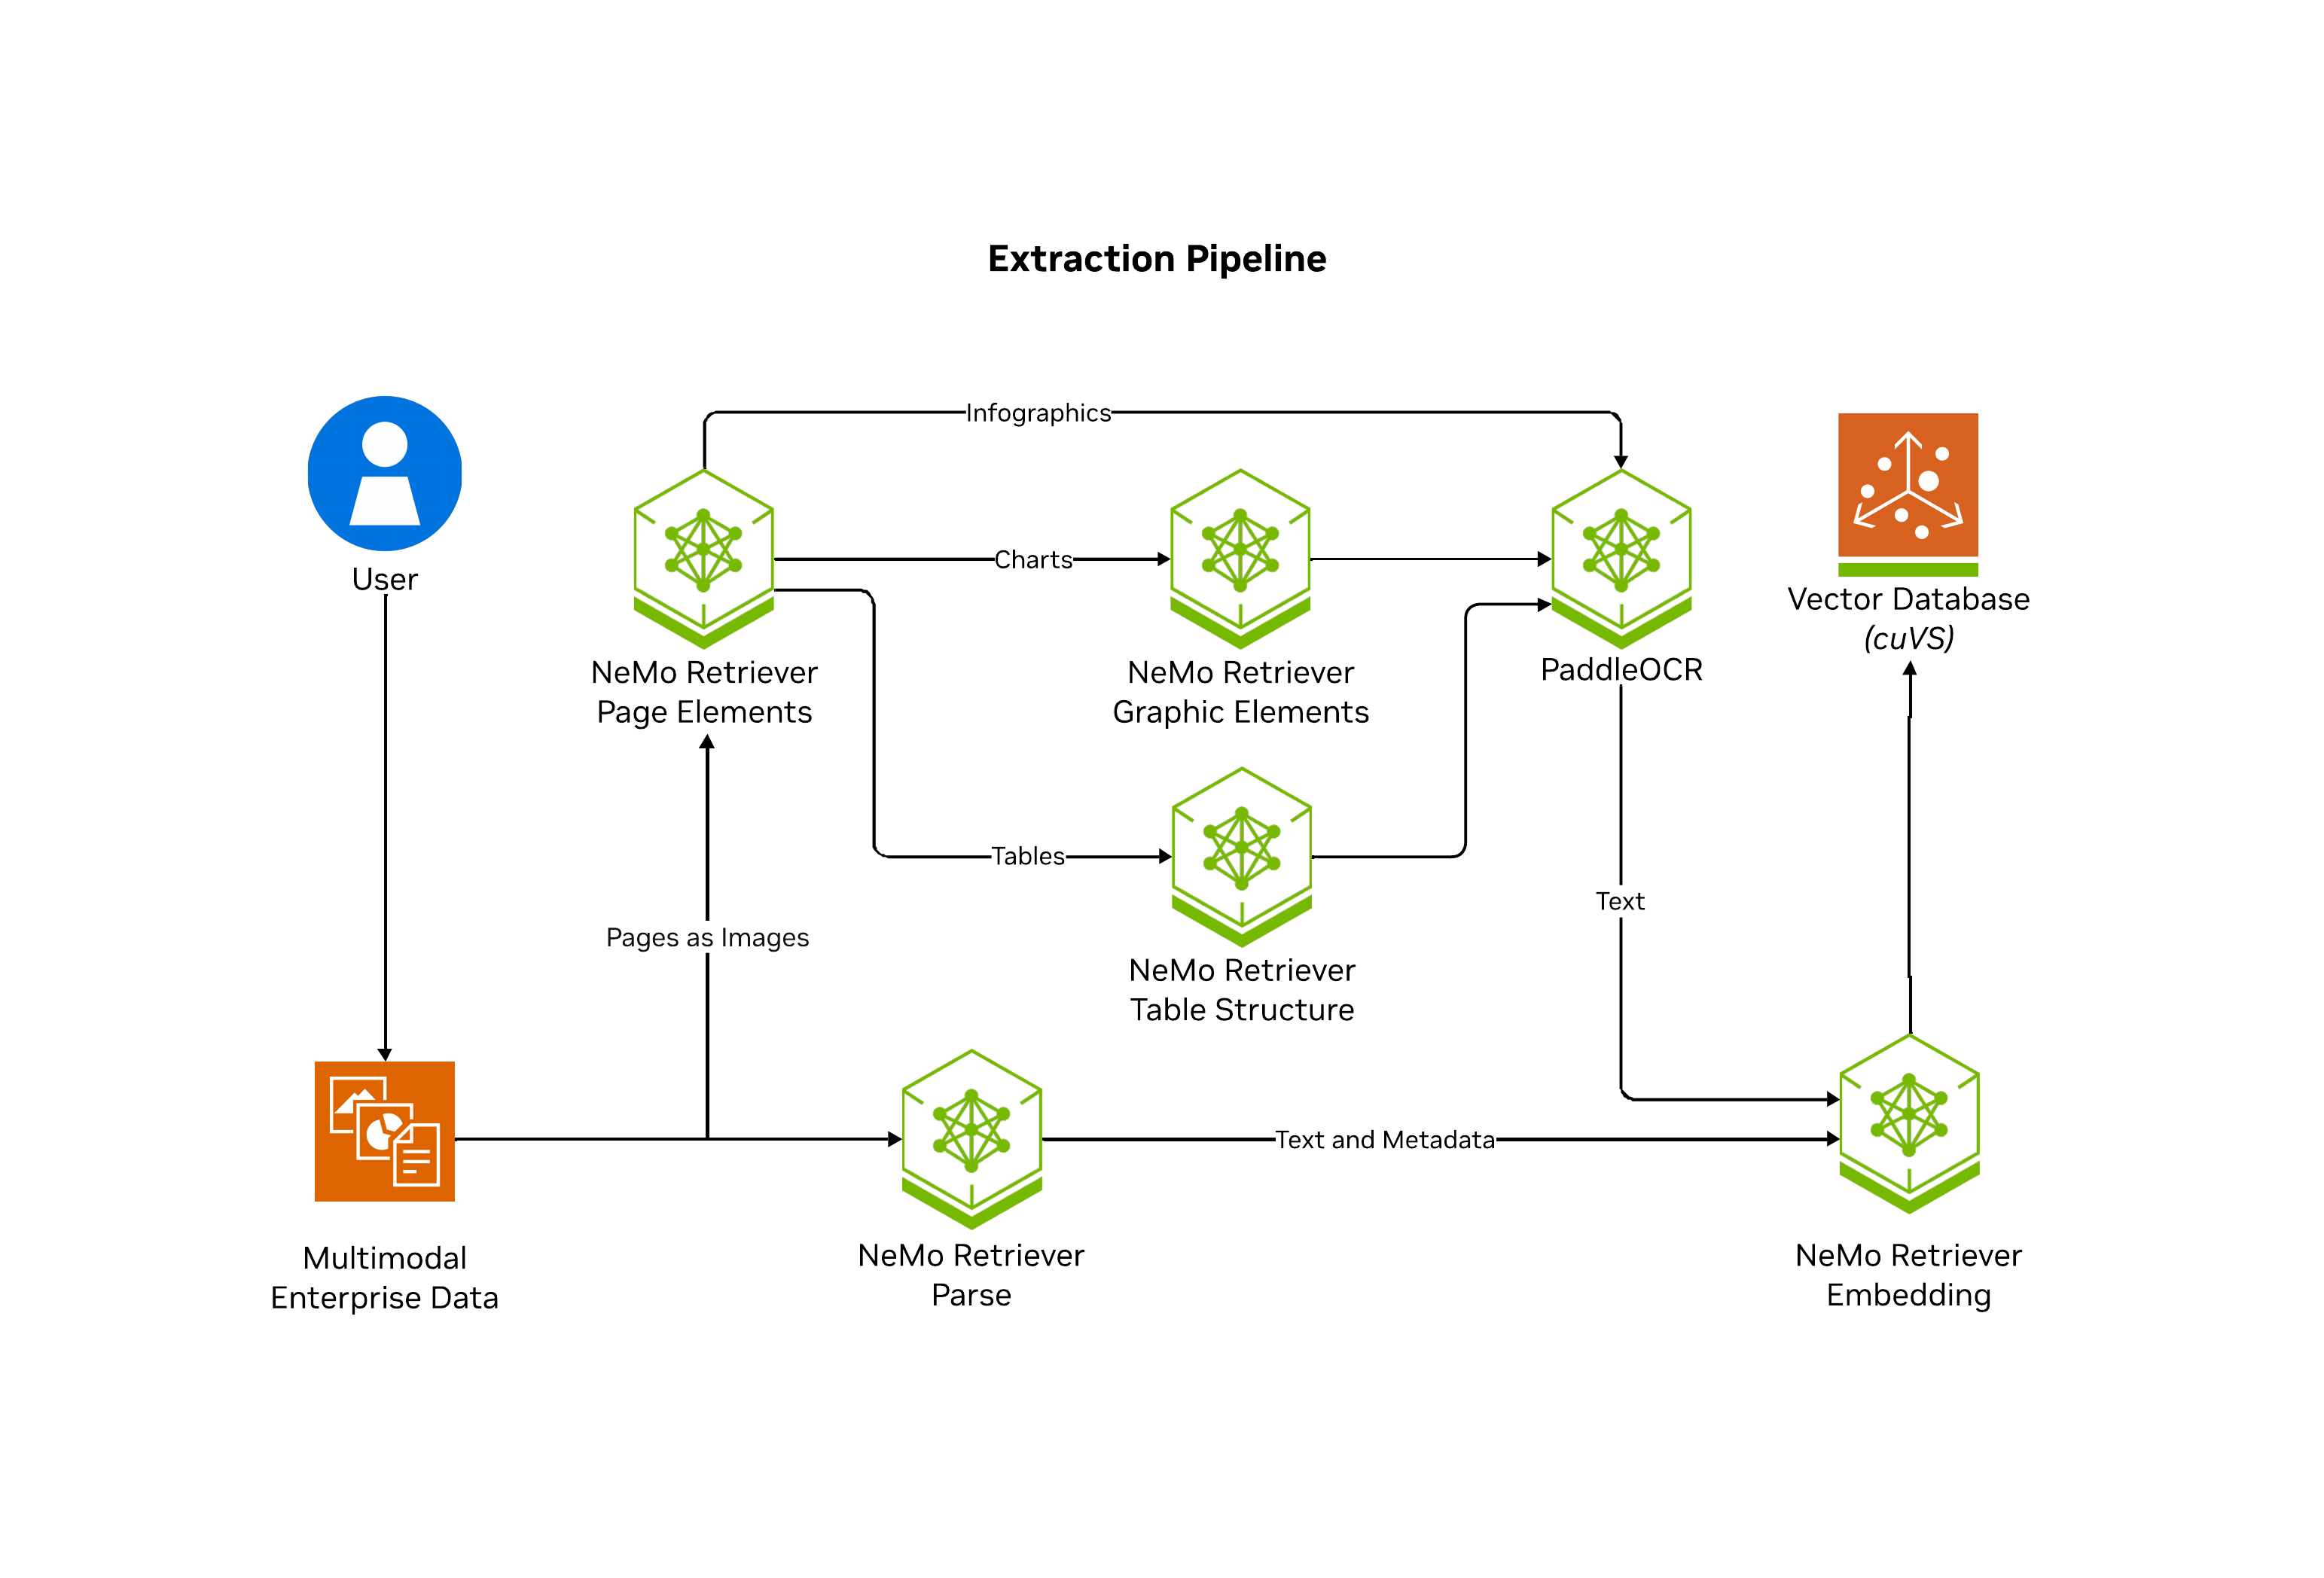 Extraction Pipeline
Infographics
User
Charts
Vector Database
(cuVS)
NeMo Retriever
Page Elements
NeMo Retriever
Graphic Elements
PaddleOCR
Tables
Text
Pages as Images
NeMo Retriever
Table Structure
Text and Metadata
Multimodal
Enterprise Data
NeMo Retriever
Parse
NeMo Retriever
Embedding